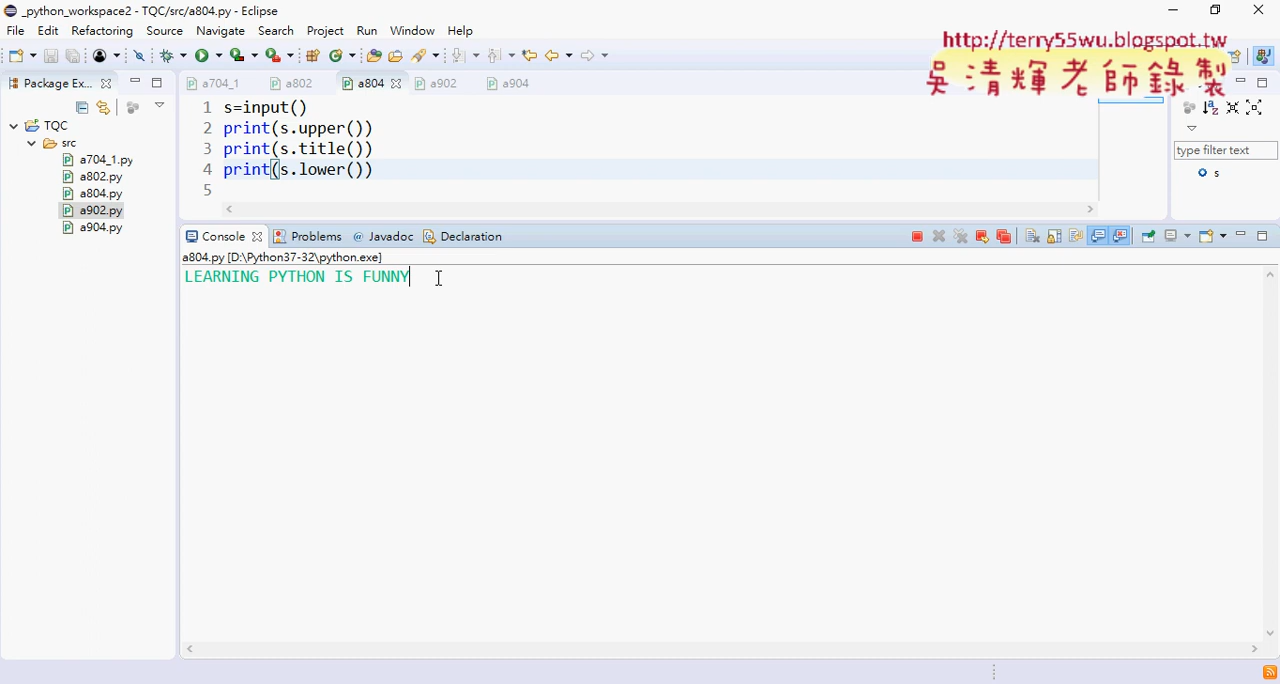 _python_workspace2 - TQC/src/a804.py - Eclipse
File Edit Refactoring Source Navigate Search Project Run Window Help
http://terry55wu.blogspot.tw
吳清輝老師錄製
Package Ex...
a704_1 a802 a804 a902 a904
TQC
src
a704_1.py
a802.py
a804.py
a902.py
a904.py
1 s=input()
2 print(s.upper())
3 print(s.title())
4 print(s.lower())
5
type filter text
s
Console Problems @ Javadoc Declaration
a804.py [D:\Python37-32\python.exe]
LEARNING PYTHON IS FUNNY